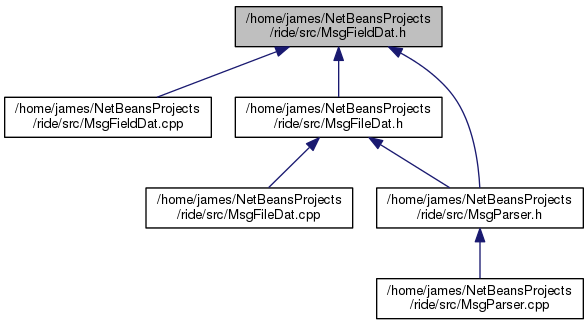 /home/james/NetBeansProjects
/ride/src/MsgFieldDat.h
/home/james/NetBeansProjects
/ride/src/MsgFieldDat.cpp
/home/james/NetBeansProjects
/ride/src/MsgFileDat.h
/home/james/NetBeansProjects
/ride/src/MsgFileDat.cpp
/home/james/NetBeansProjects
/ride/src/MsgParser.h
/home/james/NetBeansProjects
/ride/src/MsgParser.cpp